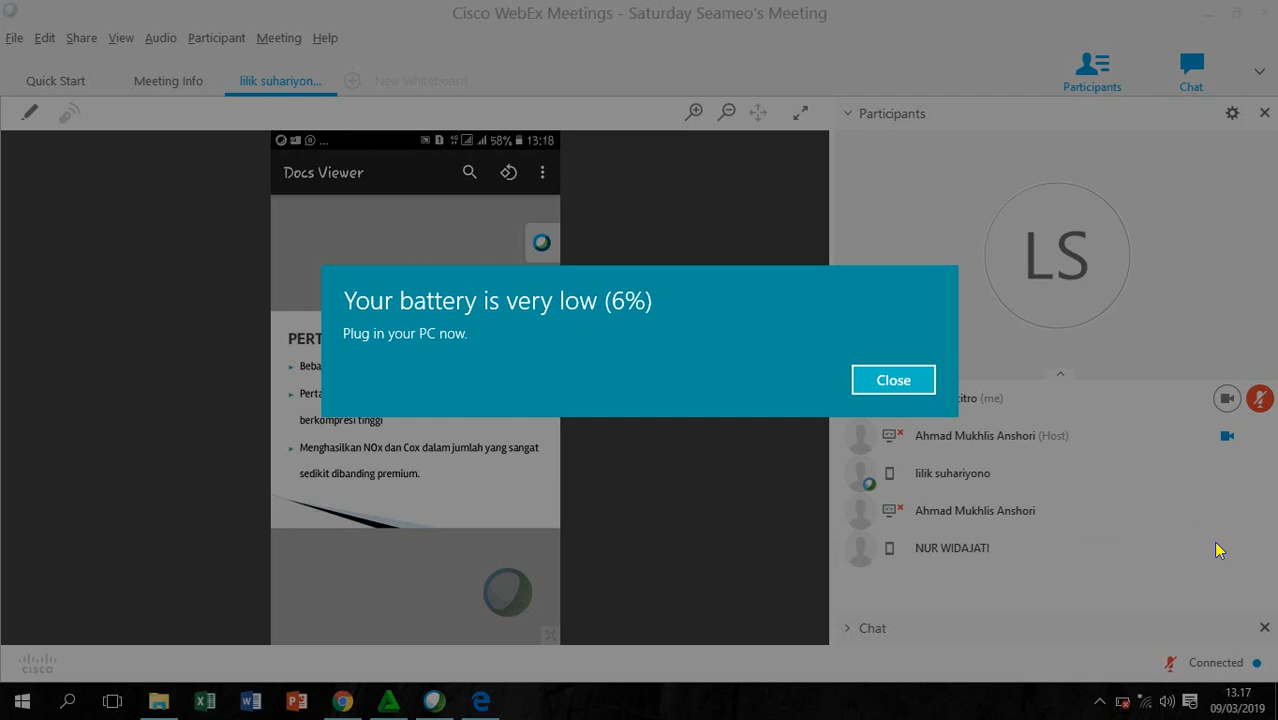 Cisco WebEx Meetings - Saturday Seameo's Meeting
File Edit Share View Audio Participant Meeting Help
Quick Start Meeting Info lilik suhariyon... New Whiteboard
Participants Chat
Participants
... 58% 13:18
Docs Viewer
LS
Your battery is very low (6%)
Plug in your PC now.
Close
PERT
Beba
Perta
berkompresi tinggi
Menghasilkan NOx dan Cox dalam jumlah yang sangat
sedikit dibanding premium.
citro (me)
Ahmad Mukhlis Anshori (Host)
lilik suhariyono
Ahmad Mukhlis Anshori
NUR WIDAJATI
Chat
cisco
Connected
13.17
09/03/2019